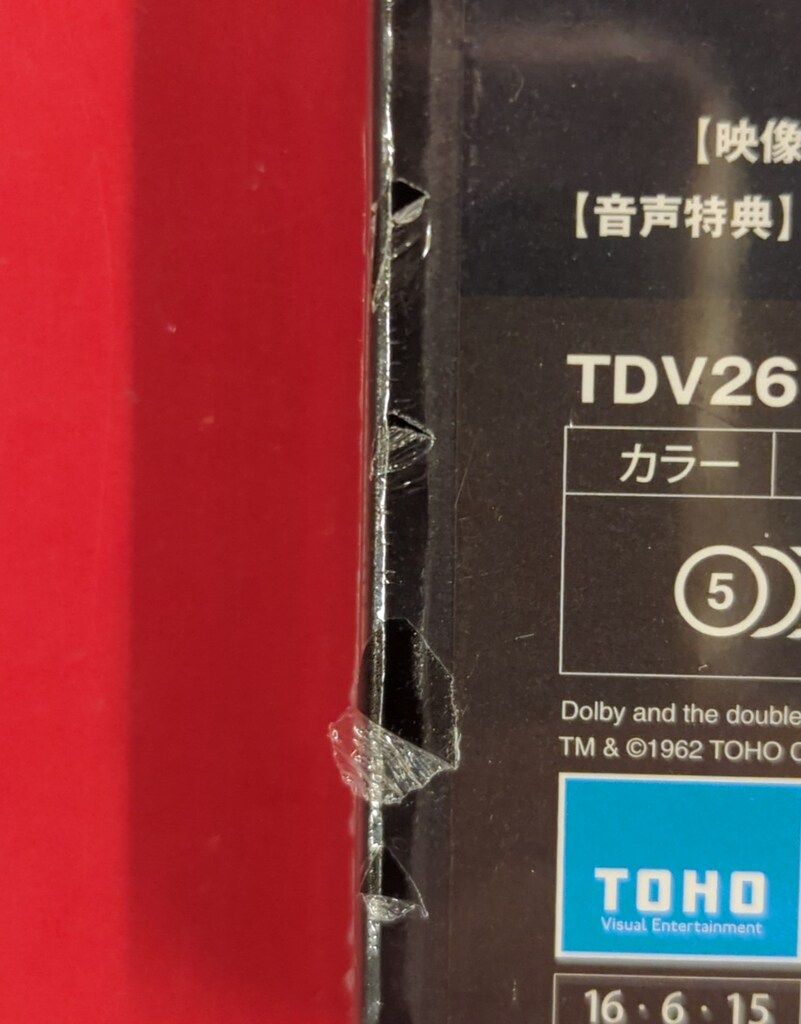 【映像
【音声特典】
TDV26
カラー
5
Dolby and the double
TM & ©1962 TOHO C
TOHO
Visual Entertainment
16・6・15